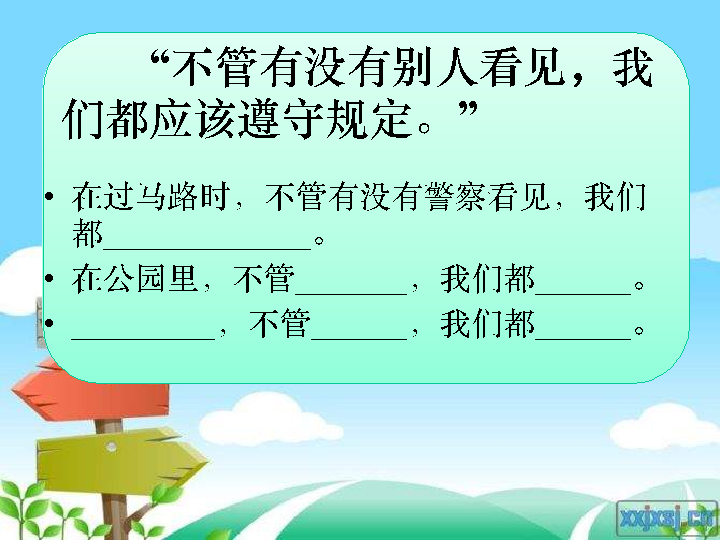 “不管有没有别人看见，我
们都应该遵守规定。”
• 在过马路时，不管有没有警察看见，我们
都_______________。
• 在公园里，不管_______，我们都______。
• _________，不管______，我们都______。
xxjxsj.cn